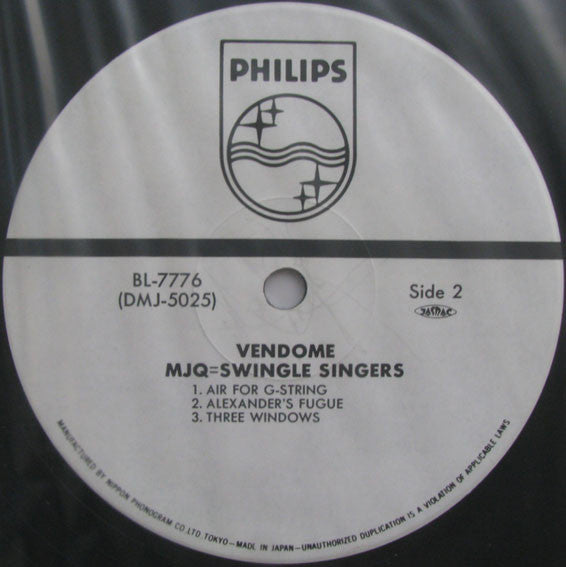 PHILIPS
BL-7776
(DMJ-5025)
Side 2
JASRAC
VENDOME
MJQ=SWINGLE SINGERS
1. AIR FOR G-STRING
2. ALEXANDER'S FUGUE
3. THREE WINDOWS
MANUFACTURED BY NIPPON PHONOGRAM CO.LTD.TOKYO—MADE IN JAPAN—UNAUTHORIZED DUPLICATION IS A VIOLATION OF APPLICABLE LAWS